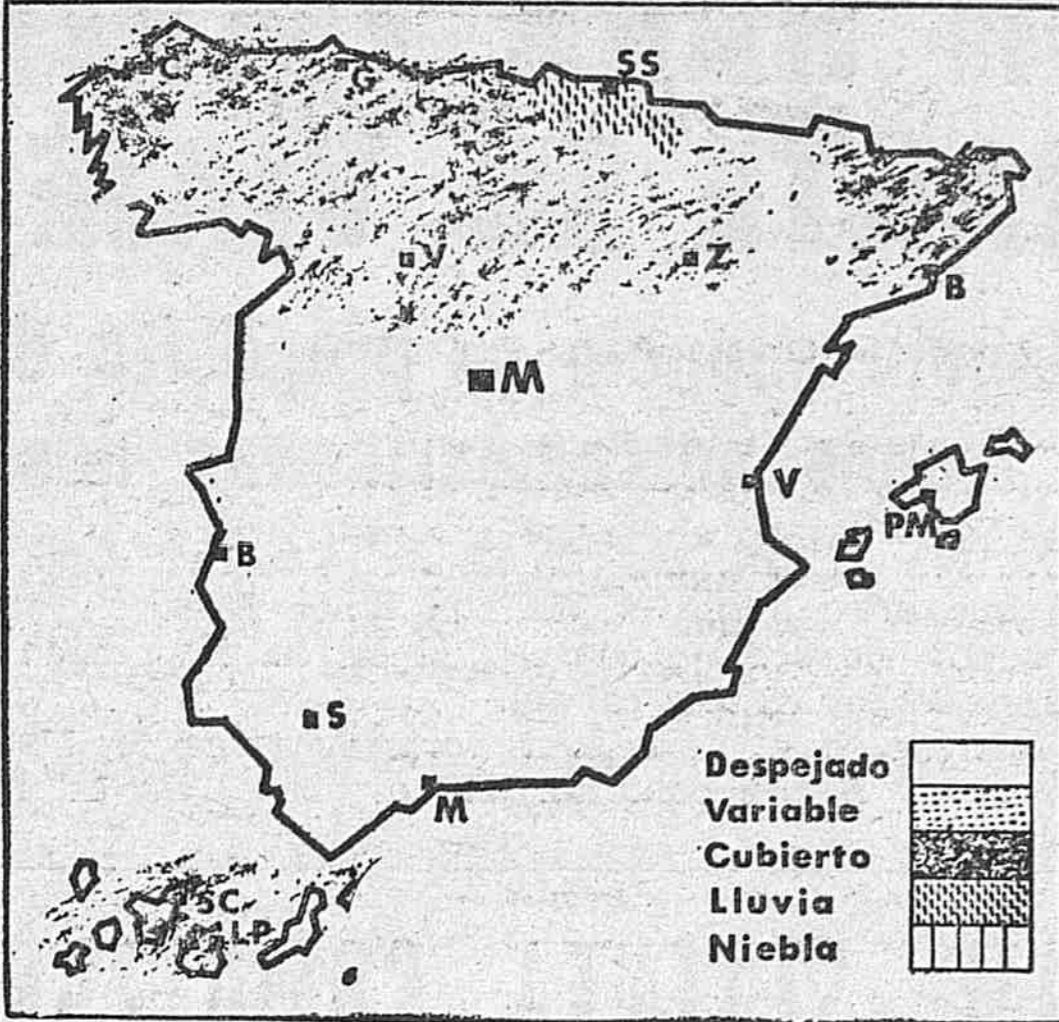 C
G
SS
V
Z
B
M
V
PM
B
S
M
SC
LP
Despejado
Variable
Cubierto
Lluvia
Niebla